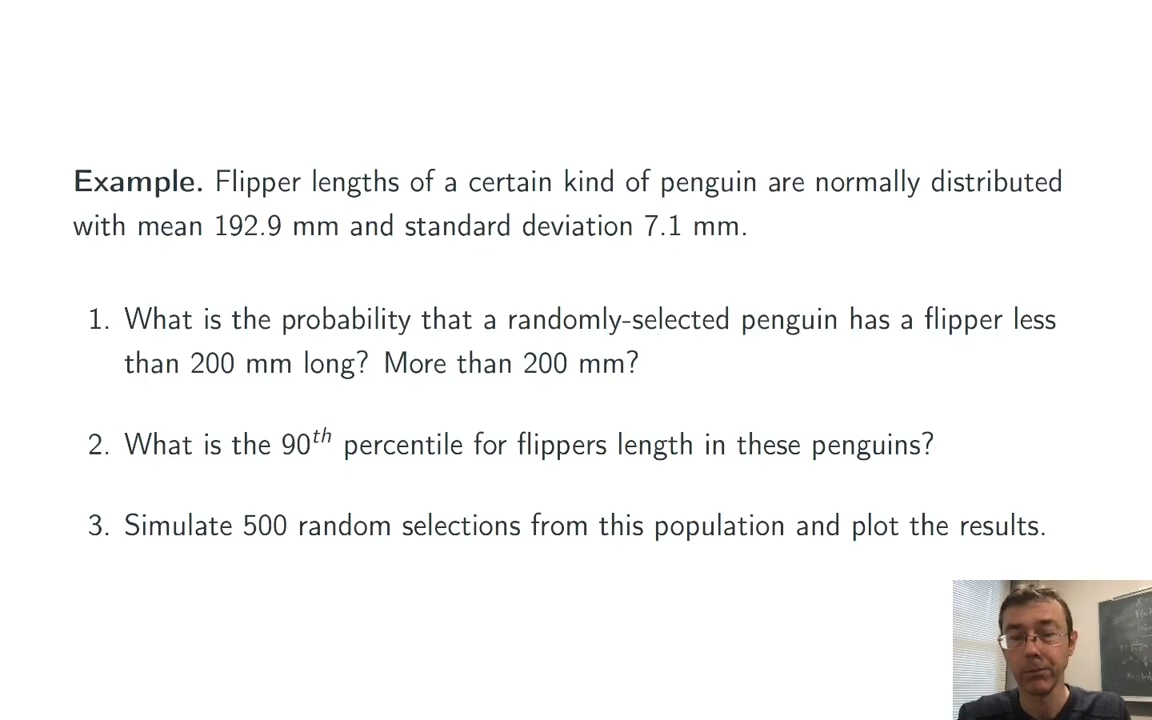 Example. Flipper lengths of a certain kind of penguin are normally distributed
with mean 192.9 mm and standard deviation 7.1 mm.
1. What is the probability that a randomly-selected penguin has a flipper less
than 200 mm long? More than 200 mm?
2. What is the 90th percentile for flippers length in these penguins?
3. Simulate 500 random selections from this population and plot the results.